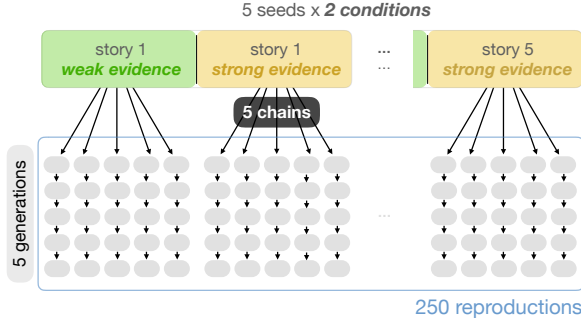 5 seeds x 2 conditions
story 1
weak evidence
story 1
strong evidence
...
...
story 5
strong evidence
5 chains
5 generations
...
250 reproductions